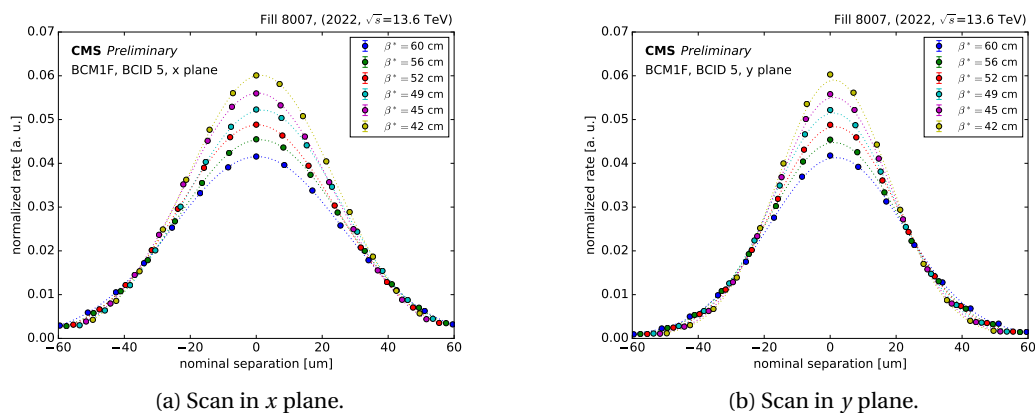 Fill 8007, (2022, √s=13.6 TeV)
CMS Preliminary
BCM1F, BCID 5, x plane
β* = 60 cm
β* = 56 cm
β* = 52 cm
β* = 49 cm
β* = 45 cm
β* = 42 cm
normalized rate [a. u.]
0.07
0.06
0.05
0.04
0.03
0.02
0.01
0.00
−60 −40 −20 0 20 40 60
nominal separation [um]
(a) Scan in x plane.
Fill 8007, (2022, √s=13.6 TeV)
CMS Preliminary
BCM1F, BCID 5, y plane
β* = 60 cm
β* = 56 cm
β* = 52 cm
β* = 49 cm
β* = 45 cm
β* = 42 cm
normalized rate [a. u.]
0.07
0.06
0.05
0.04
0.03
0.02
0.01
0.00
−60 −40 −20 0 20 40 60
nominal separation [um]
(b) Scan in y plane.